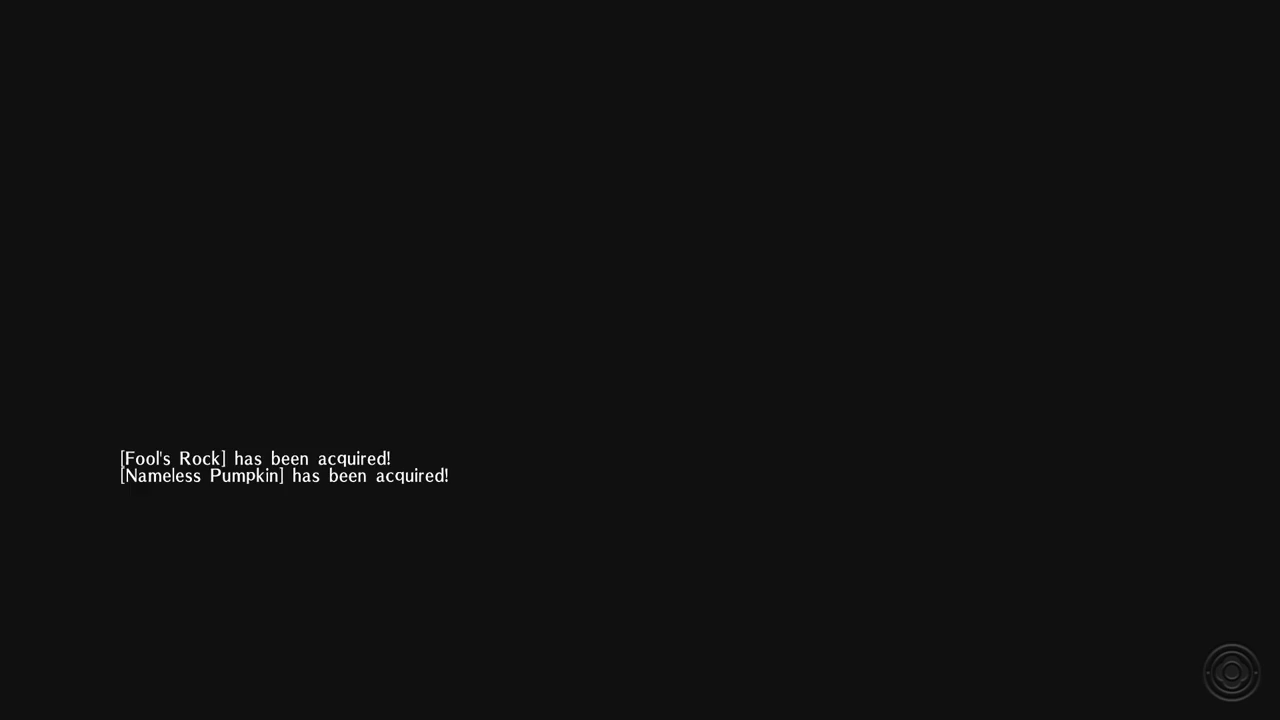 [Fool's Rock] has been acquired!
[Nameless Pumpkin] has been acquired!